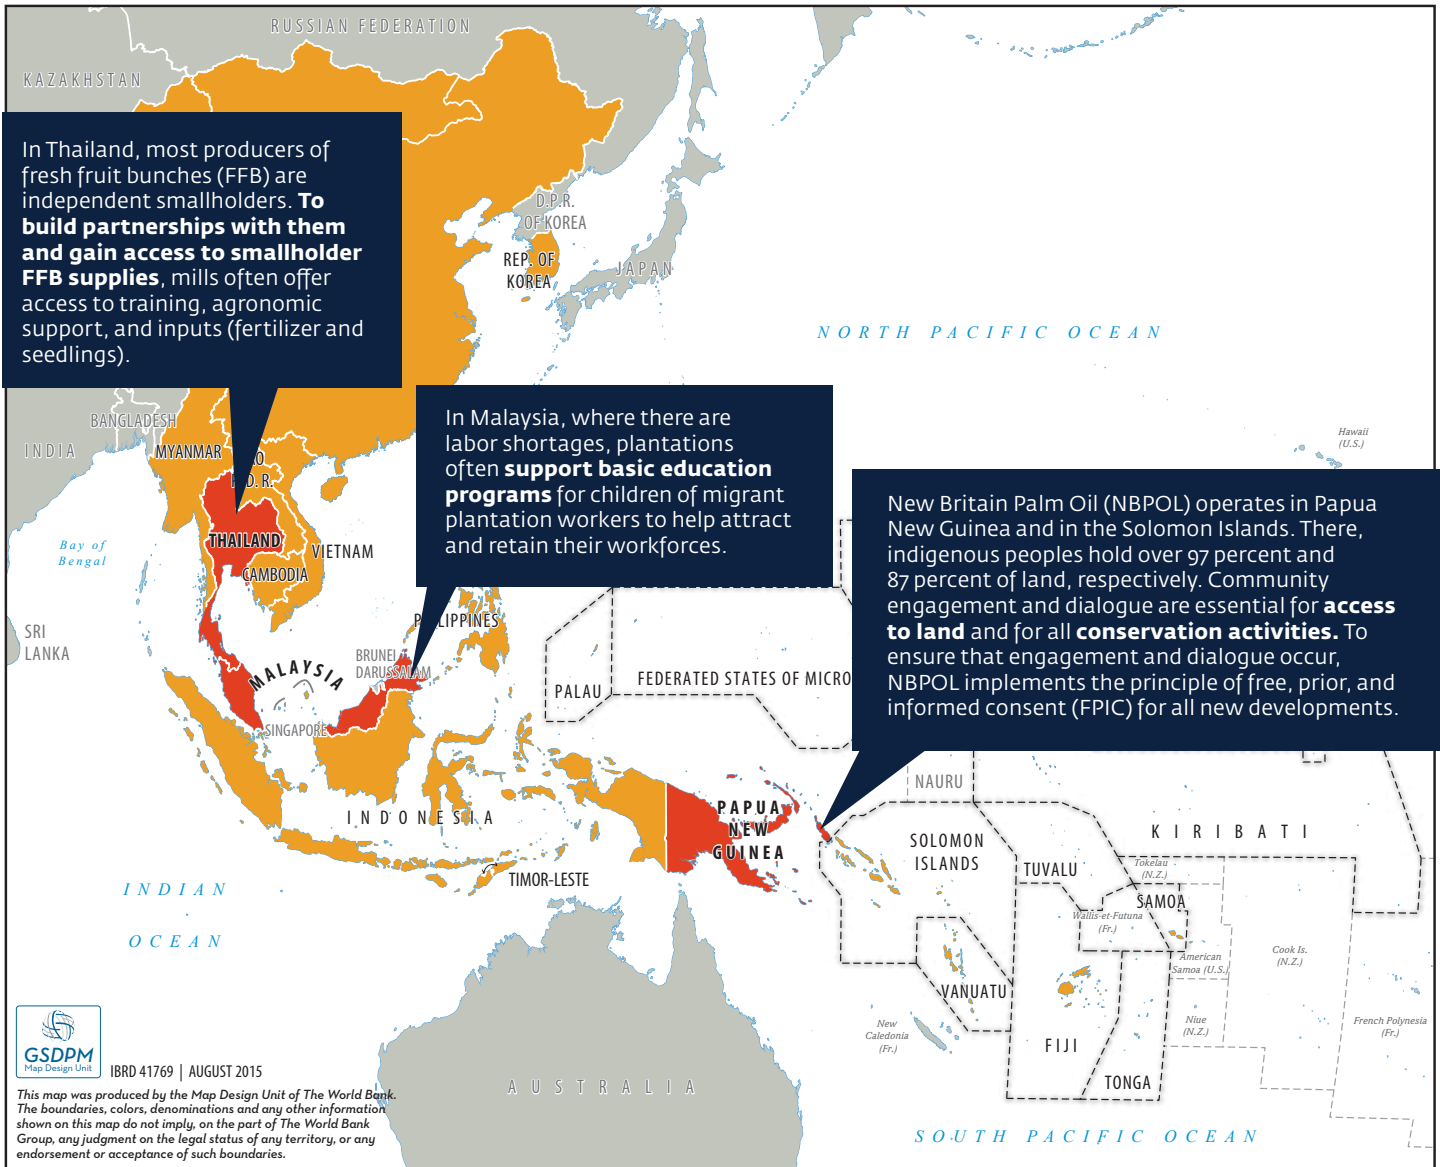 RUSSIAN FEDERATION
KAZAKHSTAN
In Thailand, most producers of
fresh fruit bunches (FFB) are
independent smallholders. To
build partnerships with them
and gain access to smallholder
FFB supplies, mills often offer
access to training, agronomic
support, and inputs (fertilizer and
seedlings).
D.P.R.
OF KOREA
REP. OF
KOREA
JAPAN
NORTH PACIFIC OCEAN
In Malaysia, where there are
labor shortages, plantations
often support basic education
programs for children of migrant
plantation workers to help attract
and retain their workforces.
BANGLADESH
INDIA
MYANMAR
D. R.
Hawaii
(U.S.)
New Britain Palm Oil (NBPOL) operates in Papua
New Guinea and in the Solomon Islands. There,
indigenous peoples hold over 97 percent and
87 percent of land, respectively. Community
engagement and dialogue are essential for access
to land and for all conservation activities. To
ensure that engagement and dialogue occur,
NBPOL implements the principle of free, prior, and
informed consent (FPIC) for all new developments.
Bay of
Bengal
THAILAND
VIETNAM
CAMBODIA
SRI
LANKA
PHILIPPINES
BRUNEI
DARUSSALAM
MALAYSIA
SINGAPORE
PALAU
FEDERATED STATES OF MICRO
NAURU
INDONESIA
PAPUA
NEW
GUINEA
SOLOMON
ISLANDS
KIRIBATI
TUVALU
Tokelau
(N.Z.)
TIMOR-LESTE
SAMOA
Wallis-et-Futuna
(Fr.)
INDIAN
OCEAN
American
Samoa (U.S.)
Cook Is.
(N.Z.)
VANUATU
New
Caledonia
(Fr.)
Niue
(N.Z.)
French Polynesia
(Fr.)
FIJI
TONGA
AUSTRALIA
SOUTH PACIFIC OCEAN
GSDPM
Map Design Unit
IBRD 41769 | AUGUST 2015
This map was produced by the Map Design Unit of The World Bank.
The boundaries, colors, denominations and any other information
shown on this map do not imply, on the part of The World Bank
Group, any judgment on the legal status of any territory, or any
endorsement or acceptance of such boundaries.